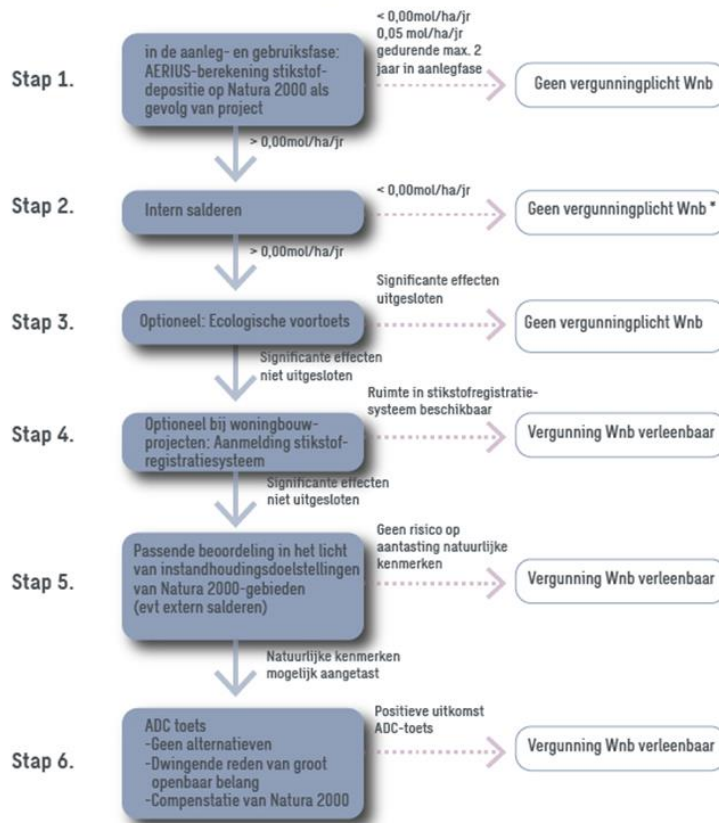 Stap 1.
in de aanleg- en gebruiksfase:
AERIUS-berekening stikstof-
depositie op Natura 2000 als
gevolg van project
< 0,00mol/ha/jr
0,05 mol/ha/jr
gedurende max. 2
jaar in aanlegfase
Geen vergunningplicht Wnb
> 0,00mol/ha/jr
Stap 2.
Intern salderen
< 0,00mol/ha/jr
Geen vergunningplicht Wnb *
> 0,00mol/ha/jr
Stap 3.
Optioneel: Ecologische voortoets
Significante effecten
uitgesloten
Geen vergunningplicht Wnb
Significante effecten
niet uitgesloten
Stap 4.
Optioneel bij woningbouw-
projecten: Aanmelding stikstof-
registratiesysteem
Ruimte in stikstofregistratie-
systeem beschikbaar
Vergunning Wnb verleenbaar
Significante effecten
niet uitgesloten
Stap 5.
Passende beoordeling in het licht
van instandhoudingsdoelstellingen
van Natura 2000-gebieden
(evt extern salderen)
Geen risico op
aantasting natuurlijke
kenmerken
Vergunning Wnb verleenbaar
Natuurlijke kenmerken
mogelijk aangetast
Stap 6.
ADC toets
-Geen alternatieven
-Dwingende reden van groot
openbaar belang
-Compenstatie van Natura 2000
Positieve uitkomst
ADC-toets
Vergunning Wnb verleenbaar